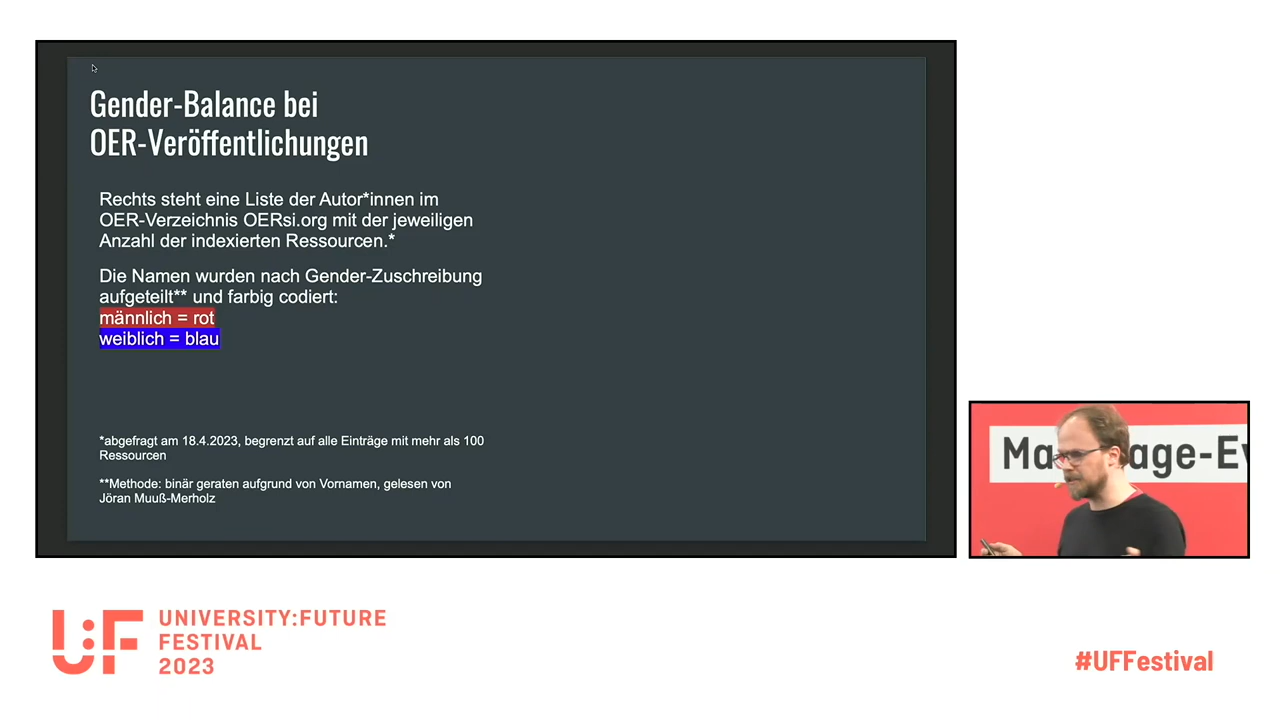 Gender-Balance bei
OER-Veröffentlichungen
Rechts steht eine Liste der Autor*innen im
OER-Verzeichnis OERsi.org mit der jeweiligen
Anzahl der indexierten Ressourcen.*
Die Namen wurden nach Gender-Zuschreibung
aufgeteilt** und farbig codiert:
männlich = rot
weiblich = blau
*abgefragt am 18.4.2023, begrenzt auf alle Einträge mit mehr als 100
Ressourcen
**Methode: binär geraten aufgrund von Vornamen, gelesen von
Jöran Muuß-Merholz
U:F
UNIVERSITY:FUTURE
FESTIVAL
2023
#UFFestival